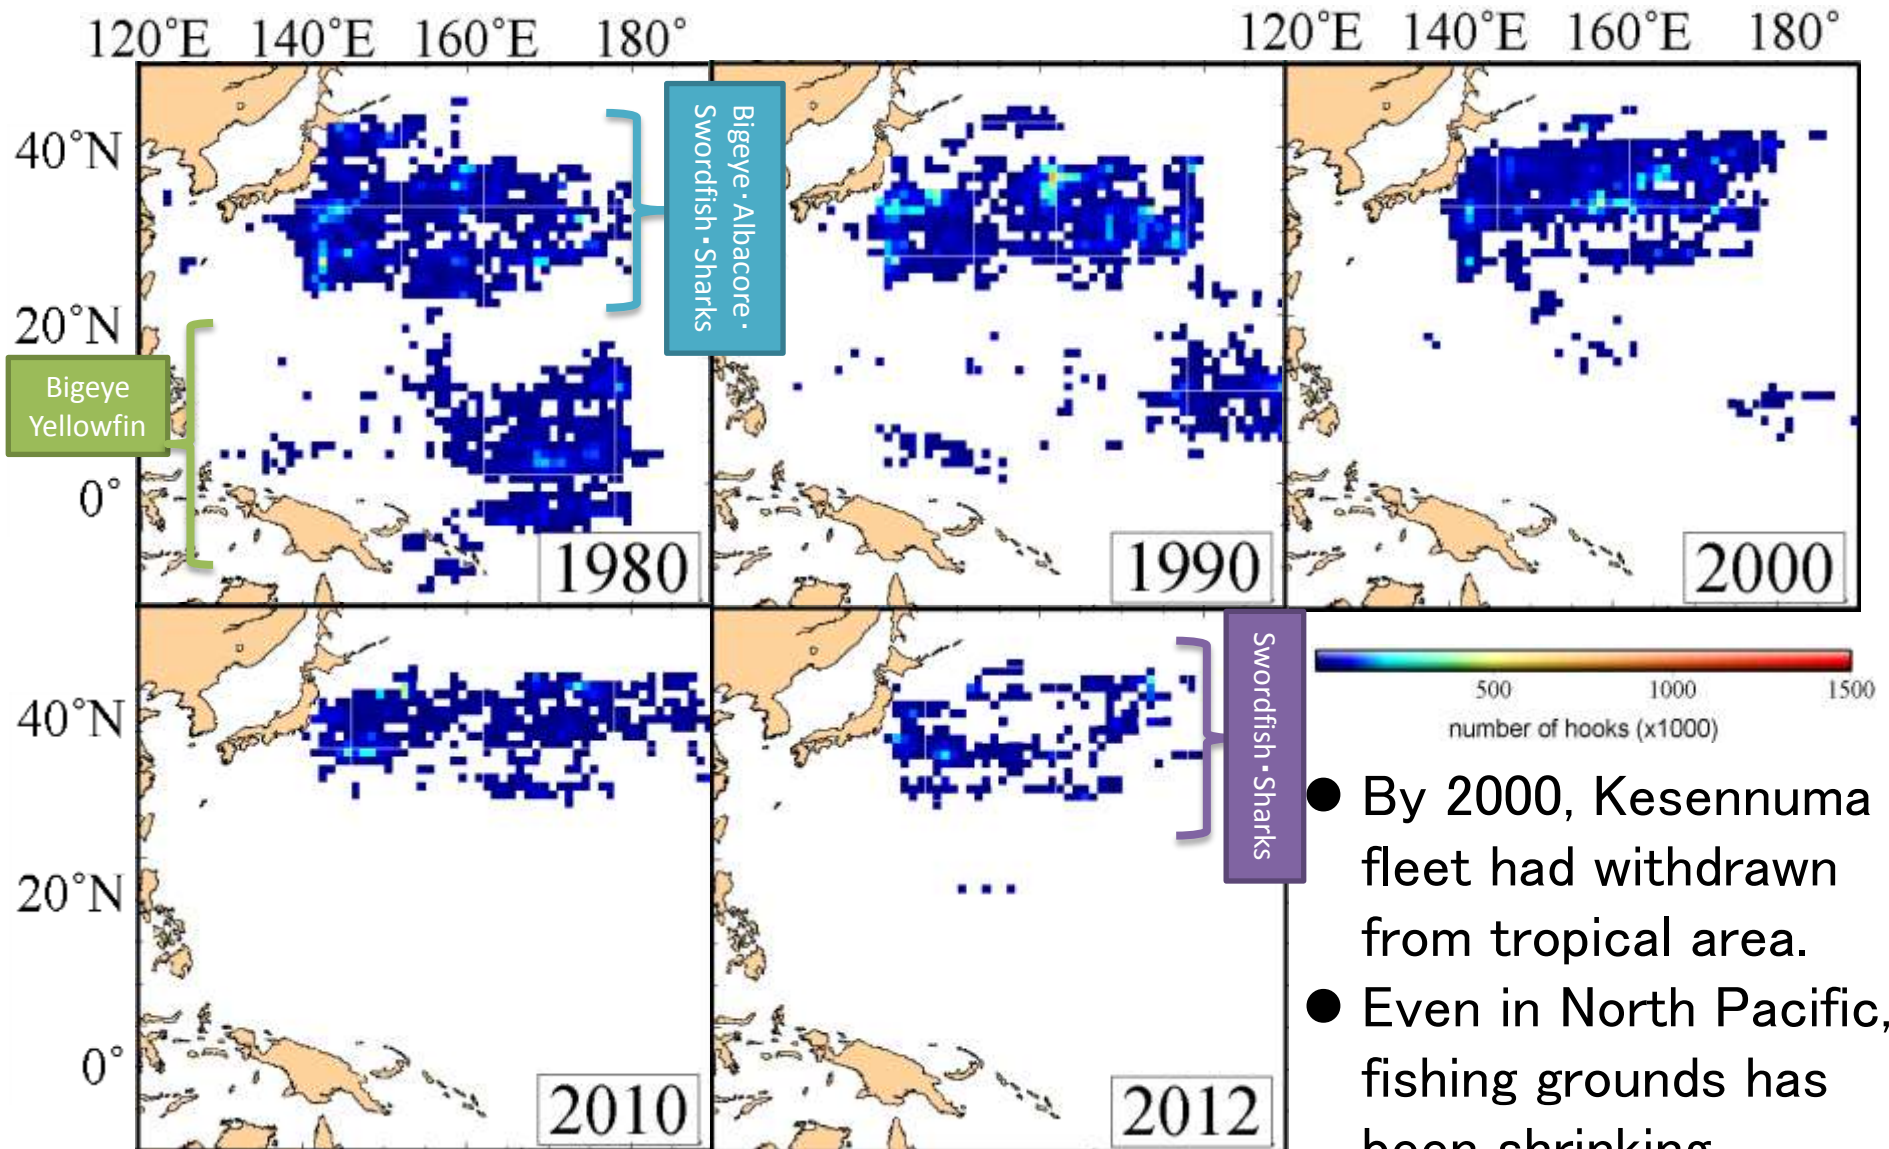 120°E 140°E 160°E 180°
120°E 140°E 160°E 180°
40°N
20°N
0°
Bigeye・Albacore・
Swordfish・Sharks
Bigeye
Yellowfin
1980
1990
2000
40°N
20°N
0°
Swordfish・Sharks
2010
2012
500 1000 1500
number of hooks (x1000)
● By 2000, Kesennuma
fleet had withdrawn
from tropical area.
● Even in North Pacific,
fishing grounds has
been shrinking